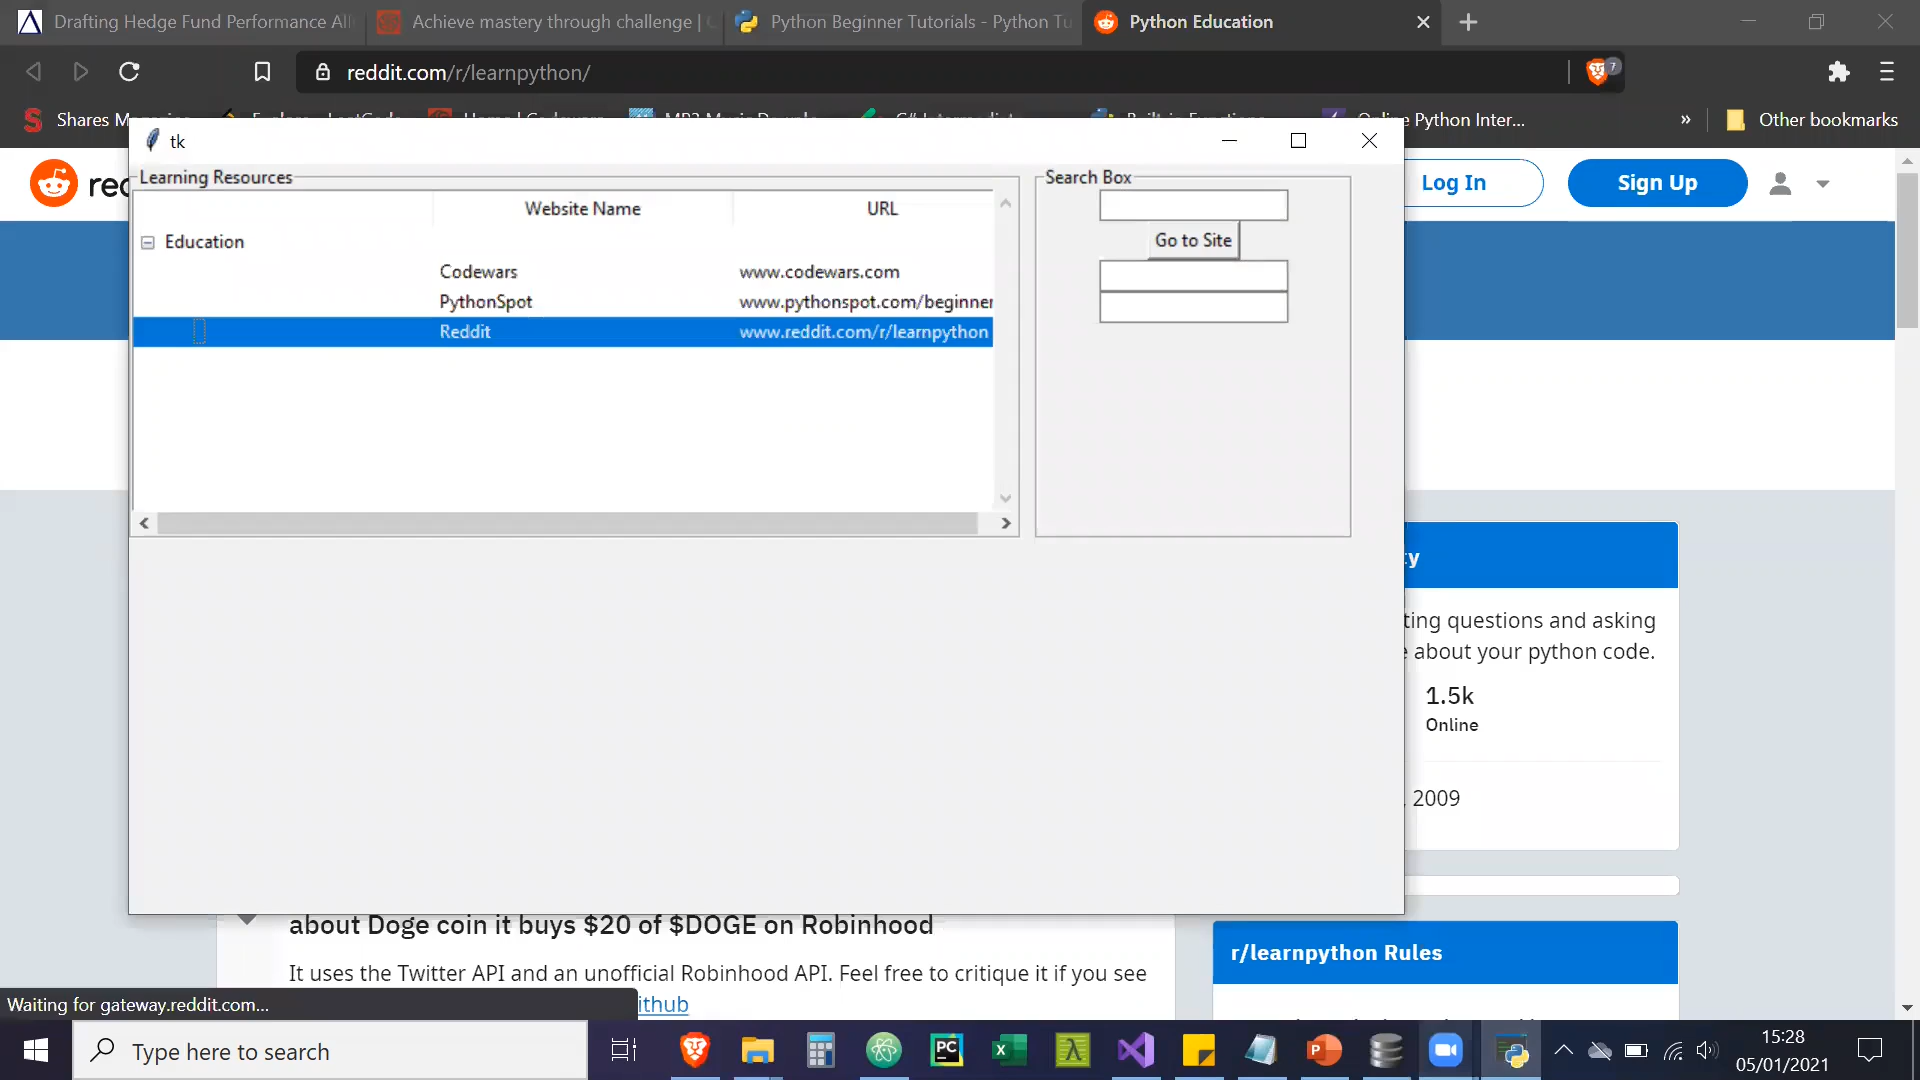 Drafting Hedge Fund Performance
Achieve mastery through challenge |
Python Beginner Tutorials - Python Tu
Python Education
reddit.com/r/learnpython/
7
Shares Magazine
Online Python Inter...
»
Other bookmarks
tk
Log In
Sign Up
Learning Resources
Search Box
Website Name
URL
Go to Site
Education
Codewars
www.codewars.com
PythonSpot
www.pythonspot.com/beginner
Reddit
www.reddit.com/r/learnpython
ty
ting questions and asking
about your python code.
1.5k
Online
2009
about Doge coin it buys $20 of $DOGE on Robinhood
It uses the Twitter API and an unofficial Robinhood API. Feel free to critique it if you see
ithub
r/learnpython Rules
Waiting for gateway.reddit.com...
Type here to search
15:28
05/01/2021